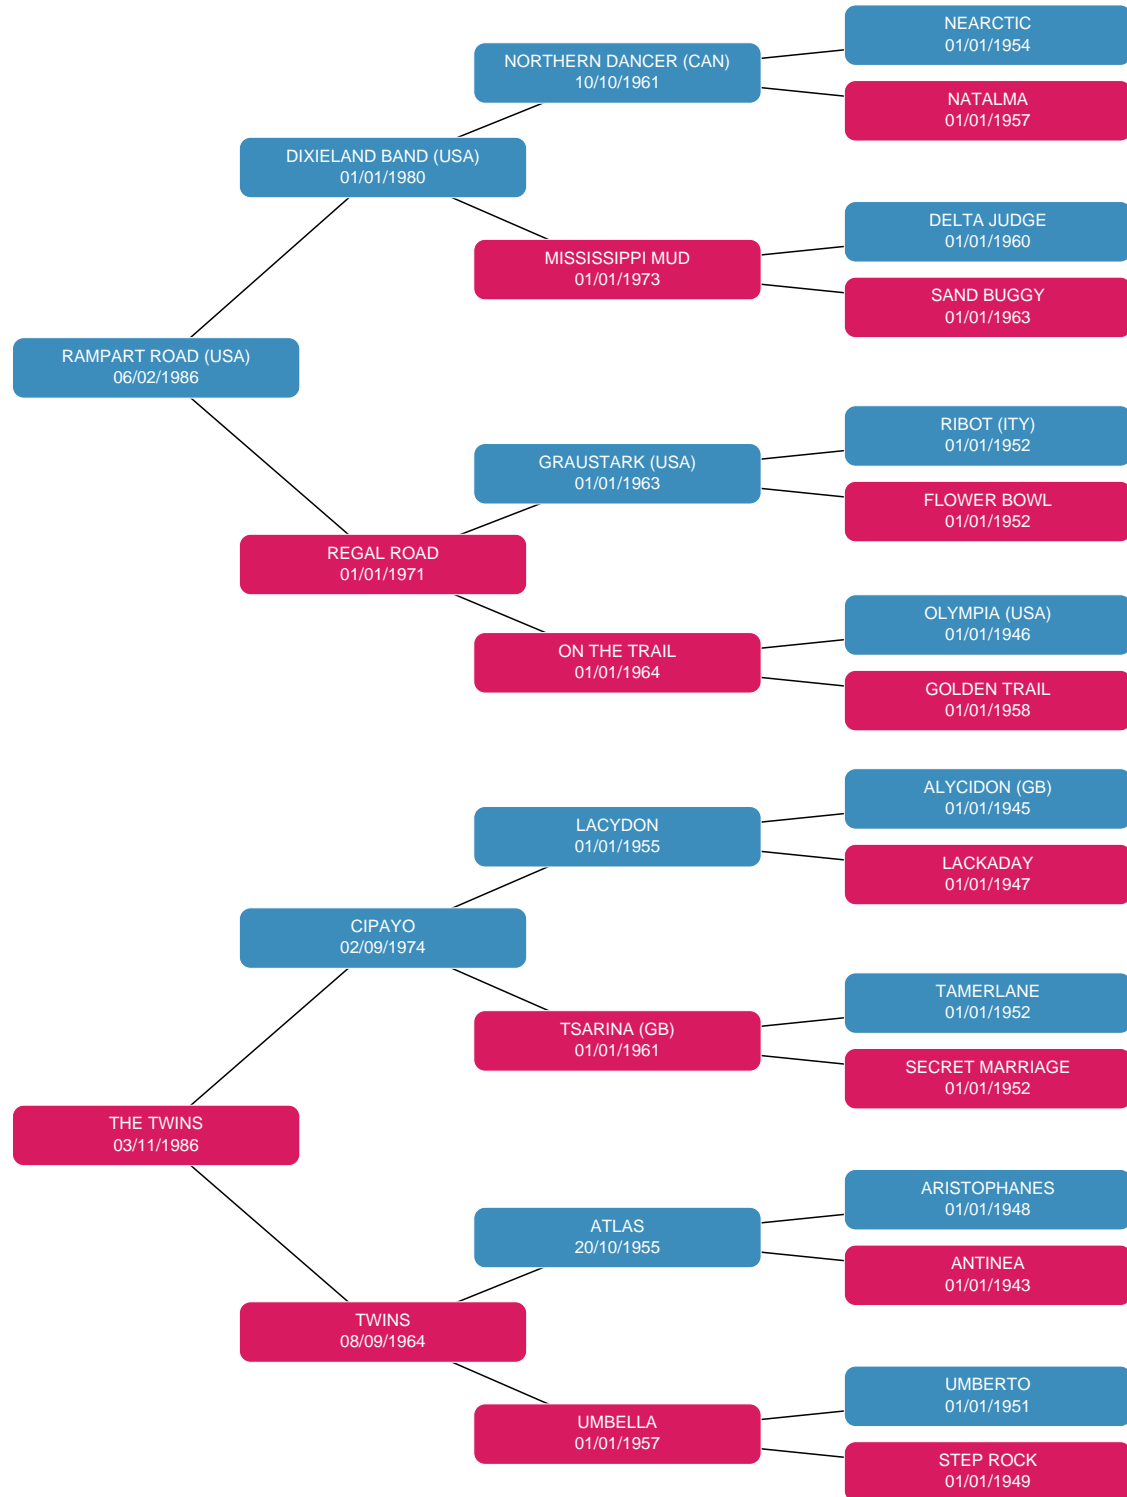 NEARCTIC
01/01/1954
NORTHERN DANCER (CAN)
10/10/1961
NATALMA
01/01/1957
DIXIELAND BAND (USA)
01/01/1980
DELTA JUDGE
01/01/1960
MISSISSIPPI MUD
01/01/1973
SAND BUGGY
01/01/1963
RAMPART ROAD (USA)
06/02/1986
RIBOT (ITY)
01/01/1952
GRAUSTARK (USA)
01/01/1963
FLOWER BOWL
01/01/1952
REGAL ROAD
01/01/1971
OLYMPIA (USA)
01/01/1946
ON THE TRAIL
01/01/1964
GOLDEN TRAIL
01/01/1958
ALYCIDON (GB)
01/01/1945
LACYDON
01/01/1955
LACKADAY
01/01/1947
CIPAYO
02/09/1974
TAMERLANE
01/01/1952
TSARINA (GB)
01/01/1961
SECRET MARRIAGE
01/01/1952
THE TWINS
03/11/1986
ARISTOPHANES
01/01/1948
ATLAS
20/10/1955
ANTINEA
01/01/1943
TWINS
08/09/1964
UMBERTO
01/01/1951
UMBELLA
01/01/1957
STEP ROCK
01/01/1949